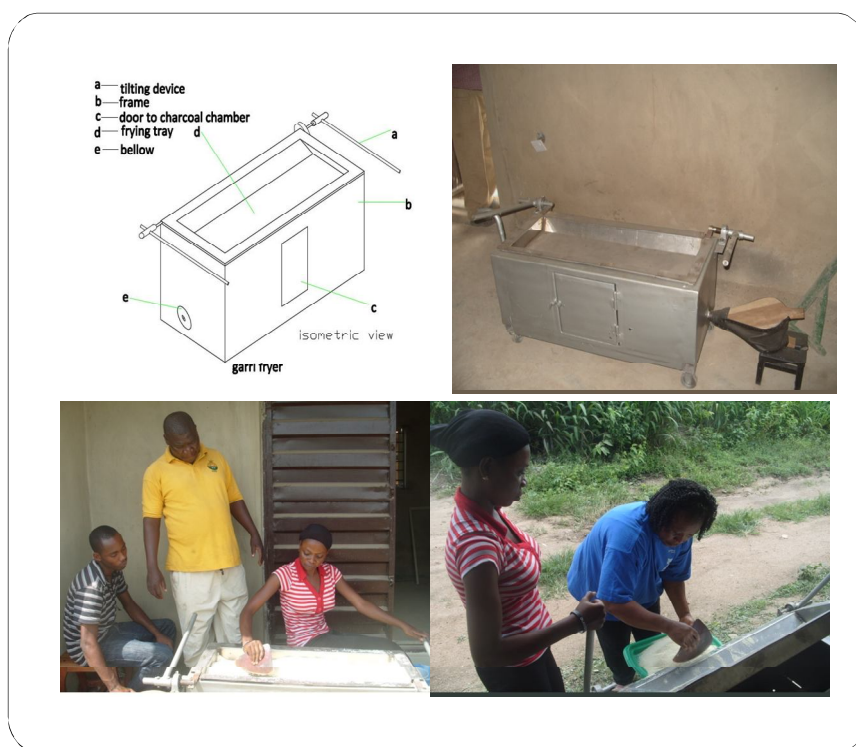 a — tilting device
b — frame
c — door to charcoal chamber
d — frying tray
e — bellow
d
a
b
e
c
isometric view
garri fryer